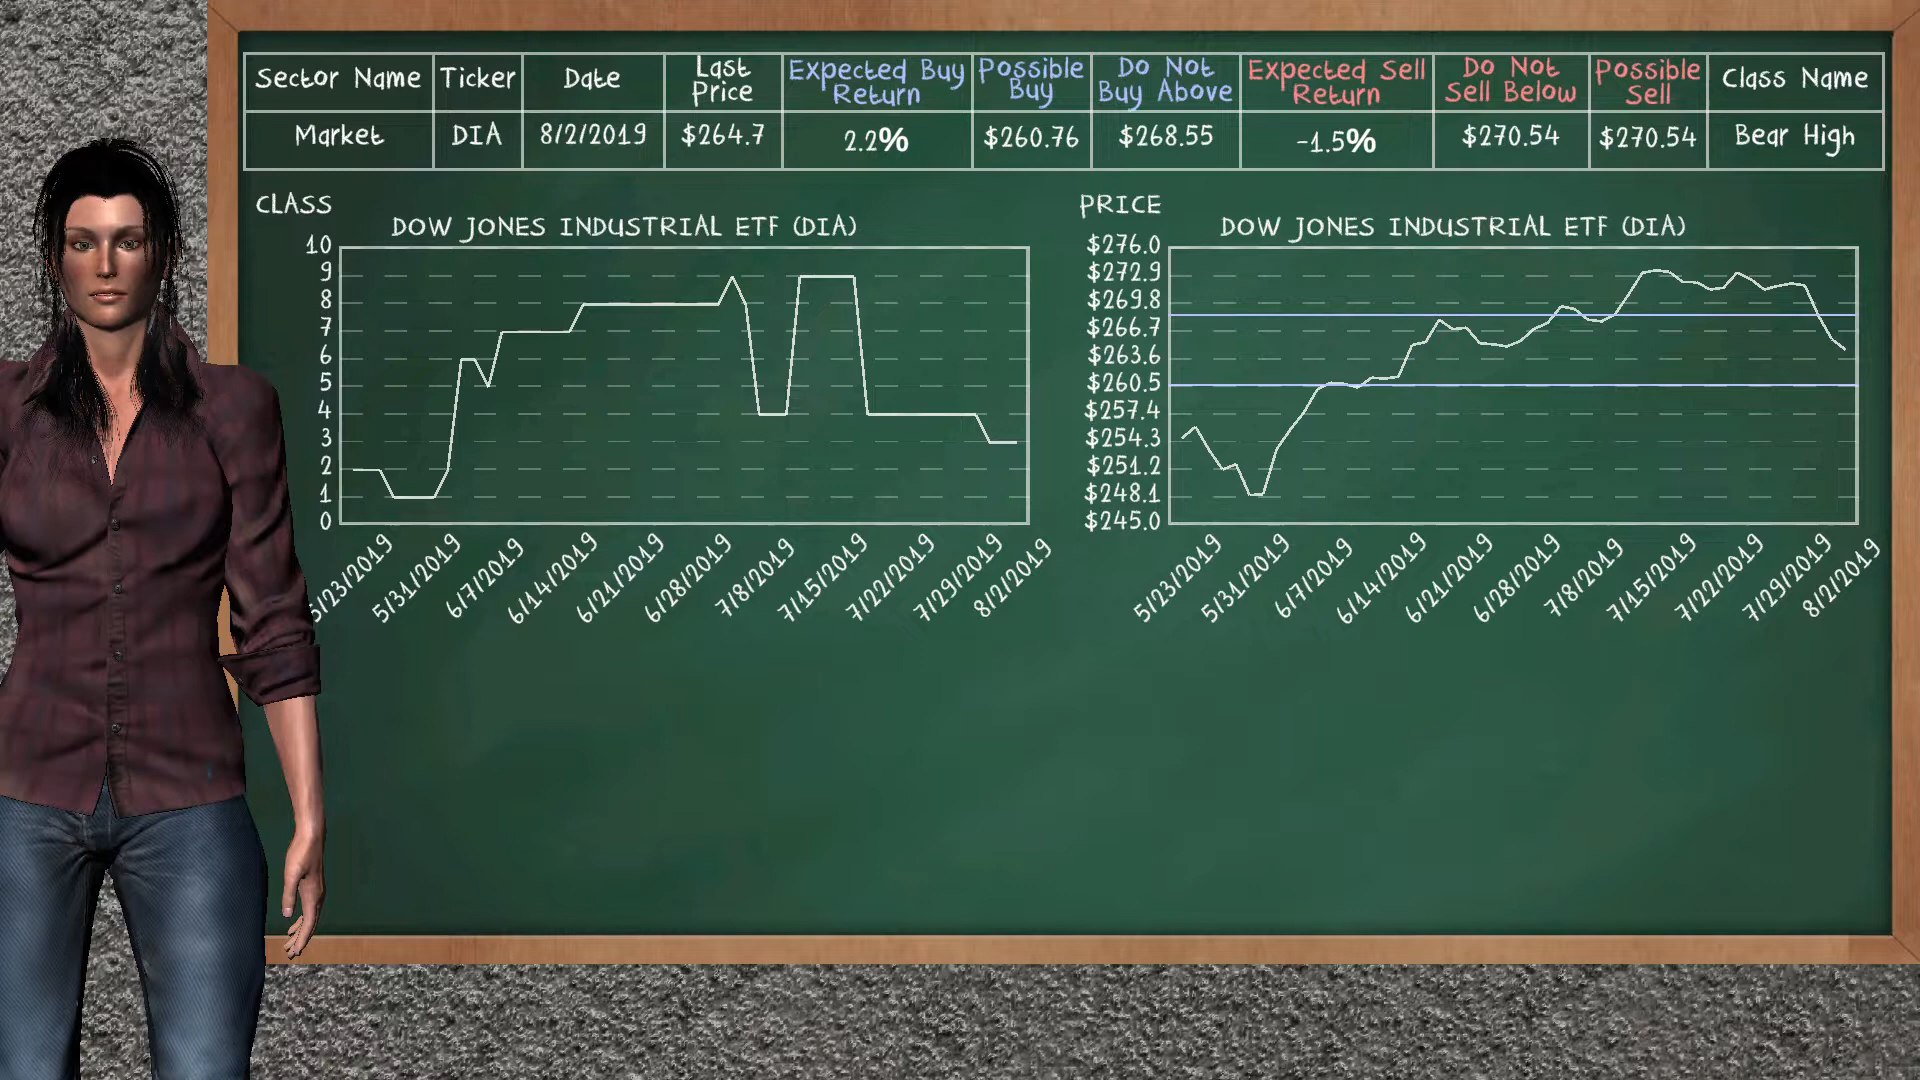 Sector Name Ticker Date Last Price Expected Buy Return Possible Buy Do Not Buy Above Expected Sell Return Do Not Sell Below Possible Sell Class Name
Market DIA 8/2/2019 $264.7 2.2% $260.76 $268.55 -1.5% $270.54 $270.54 Bear High
CLASS
DOW JONES INDUSTRIAL ETF (DIA)
10
9
8
7
6
5
4
3
2
1
0
5/23/2019 5/31/2019 6/7/2019 6/14/2019 6/21/2019 6/28/2019 7/8/2019 7/15/2019 7/22/2019 7/29/2019 8/2/2019
PRICE
DOW JONES INDUSTRIAL ETF (DIA)
$276.0
$272.9
$269.8
$266.7
$263.6
$260.5
$257.4
$254.3
$251.2
$248.1
$245.0
5/23/2019 5/31/2019 6/7/2019 6/14/2019 6/21/2019 6/28/2019 7/8/2019 7/15/2019 7/22/2019 7/29/2019 8/2/2019